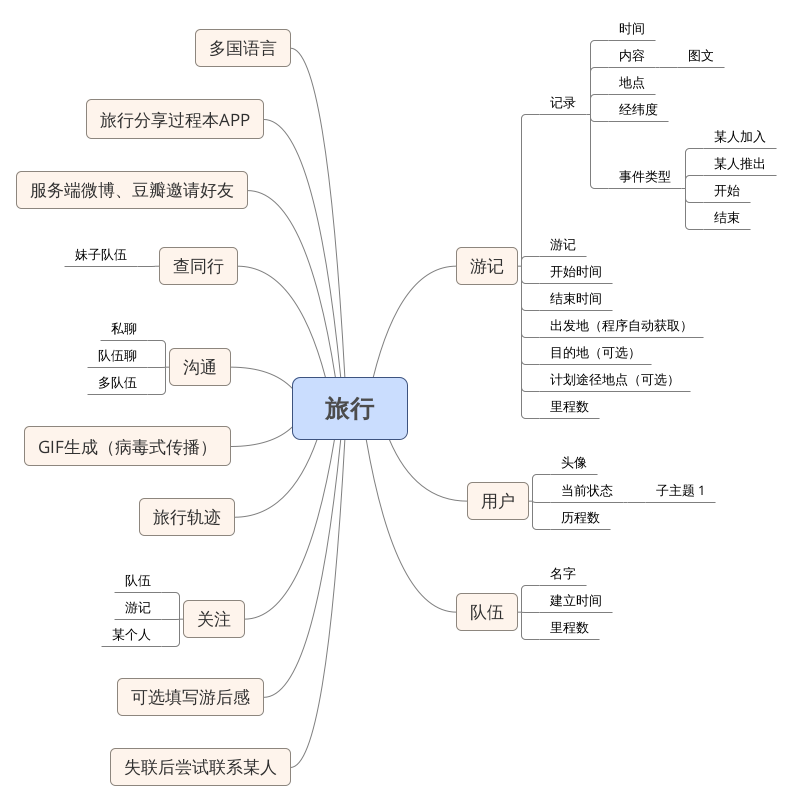 旅行
游记
记录
时间
内容
图文
地点
经纬度
事件类型
某人加入
某人推出
开始
结束
游记
开始时间
结束时间
出发地（程序自动获取）
目的地（可选）
计划途径地点（可选）
里程数
用户
头像
当前状态
子主题 1
历程数
队伍
名字
建立时间
里程数
多国语言
旅行分享过程本APP
服务端微博、豆瓣邀请好友
查同行
妹子队伍
沟通
私聊
队伍聊
多队伍
GIF生成（病毒式传播）
旅行轨迹
关注
队伍
游记
某个人
可选填写游后感
失联后尝试联系某人